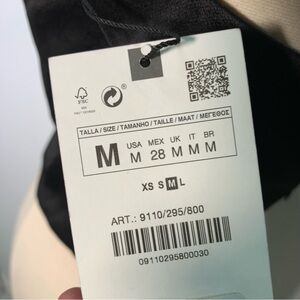 FSC
TALLA / SIZE / TAMANHO / TAILLE / MAAT / ΜΕΓΕΘΟΣ
M
USA MEX UK IT BR
M 28 M M M
XS S M L
ART.: 9110/295/800
09110295800030